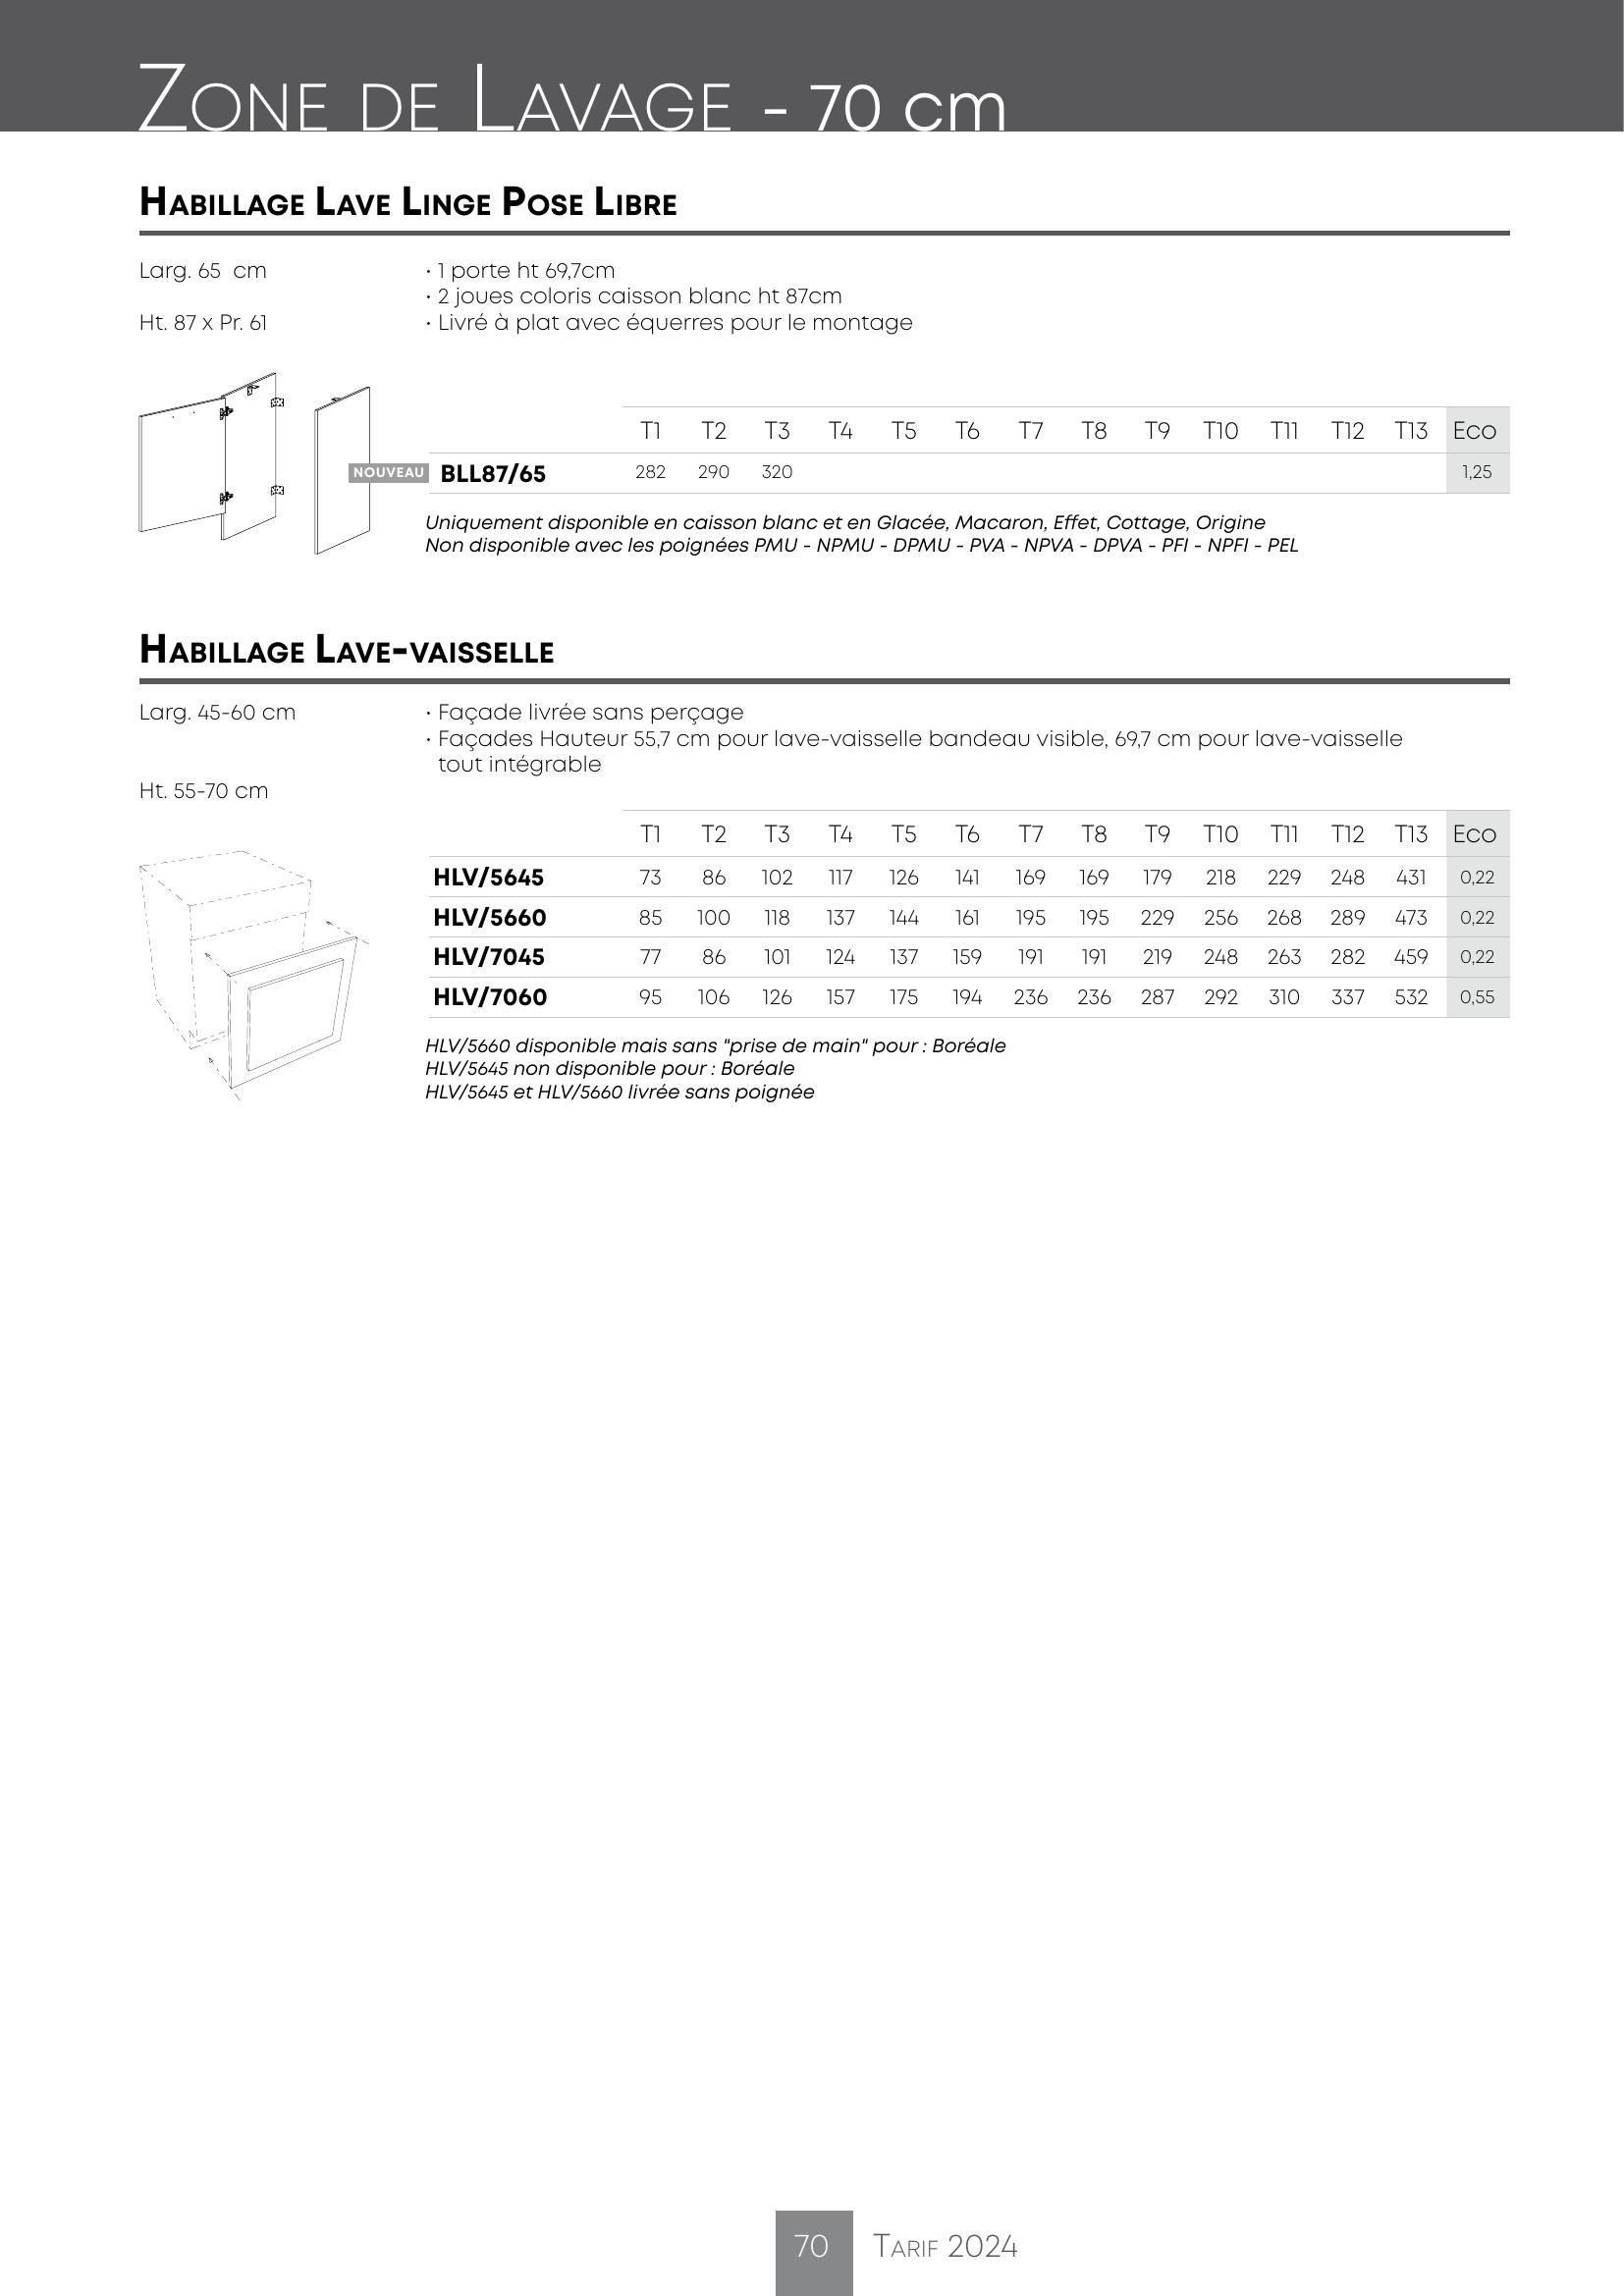 Zone de Lavage - 70 cm
Habillage Lave Linge Pose Libre
Larg. 65 cm
Ht. 87 x Pr. 61
• 1 porte ht 69,7cm
• 2 joues coloris caisson blanc ht 87cm
• Livré à plat avec équerres pour le montage
T1 T2 T3 T4 T5 T6 T7 T8 T9 T10 T11 T12 T13 Eco
NOUVEAU BLL87/65 282 290 320 1,25
Uniquement disponible en caisson blanc et en Glacée, Macaron, Effet, Cottage, Origine
Non disponible avec les poignées PMU - NPMU - DPMU - PVA - NPVA - DPVA - PFI - NPFI - PEL
Habillage Lave-vaisselle
Larg. 45-60 cm
Ht. 55-70 cm
• Façade livrée sans perçage
• Façades Hauteur 55,7 cm pour lave-vaisselle bandeau visible, 69,7 cm pour lave-vaisselle
tout intégrable
T1 T2 T3 T4 T5 T6 T7 T8 T9 T10 T11 T12 T13 Eco
HLV/5645 73 86 102 117 126 141 169 169 179 218 229 248 431 0,22
HLV/5660 85 100 118 137 144 161 195 195 229 256 268 289 473 0,22
HLV/7045 77 86 101 124 137 159 191 191 219 248 263 282 459 0,22
HLV/7060 95 106 126 157 175 194 236 236 287 292 310 337 532 0,55
HLV/5660 disponible mais sans "prise de main" pour : Boréale
HLV/5645 non disponible pour : Boréale
HLV/5645 et HLV/5660 livrée sans poignée
70 Tarif 2024